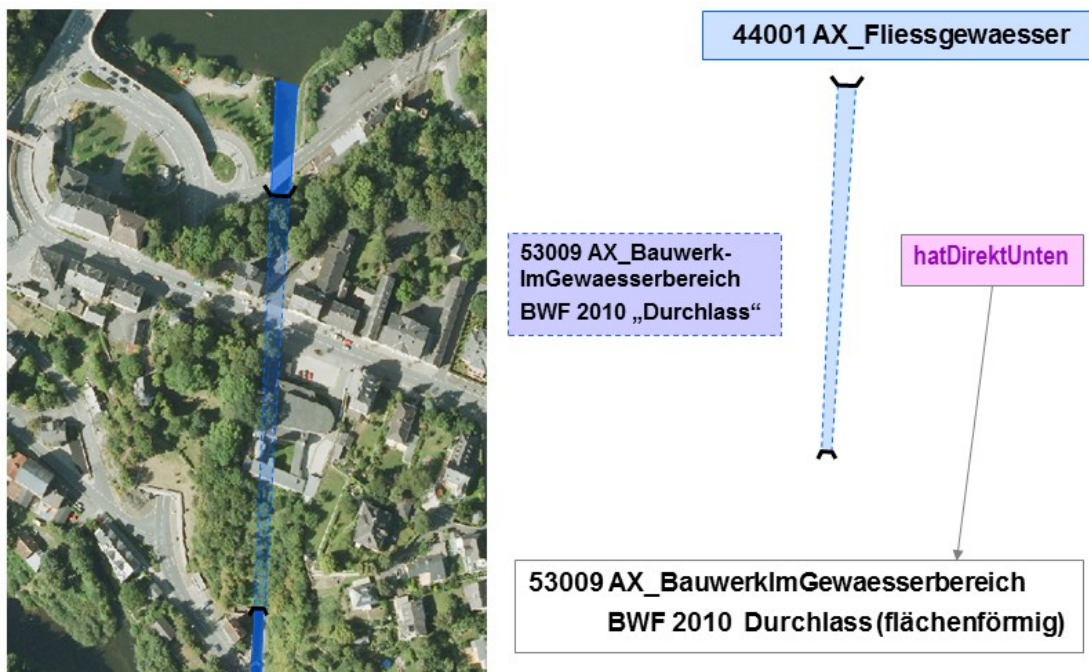 44001 AX_Fliessgewaesser
53009 AX_Bauwerk-
ImGewaesserbereich
BWF 2010 „Durchlass“
hatDirektUnten
53009 AX_BauwerkImGewaesserbereich
BWF 2010 Durchlass (flächenförmig)